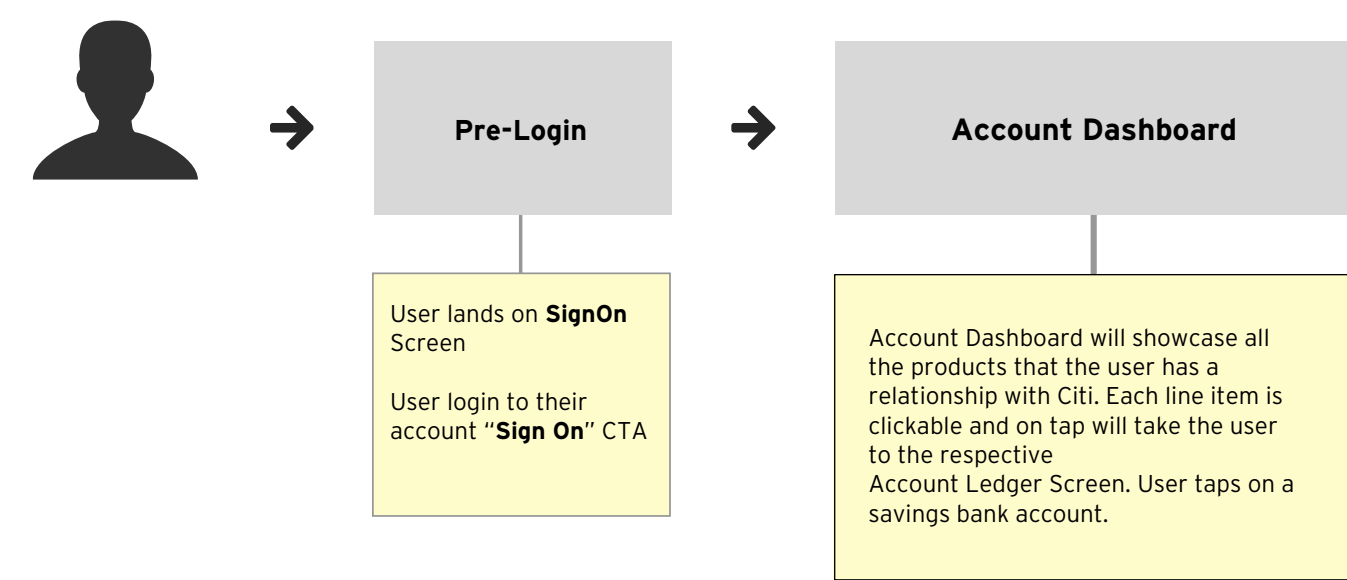 Pre-Login
Account Dashboard
User lands on SignOn
Screen
User login to their
account “Sign On” CTA
Account Dashboard will showcase all
the products that the user has a
relationship with Citi. Each line item is
clickable and on tap will take the user
to the respective
Account Ledger Screen. User taps on a
savings bank account.